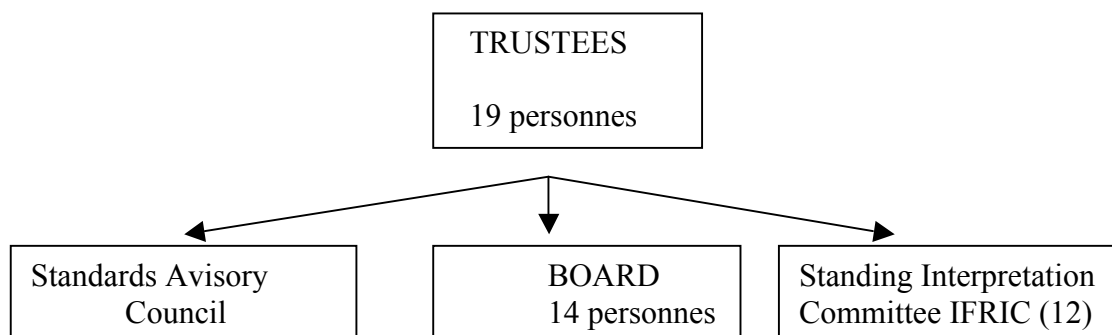 TRUSTEES
19 personnes
Standards Avisory
Council
BOARD
14 personnes
Standing Interpretation
Committee IFRIC (12)